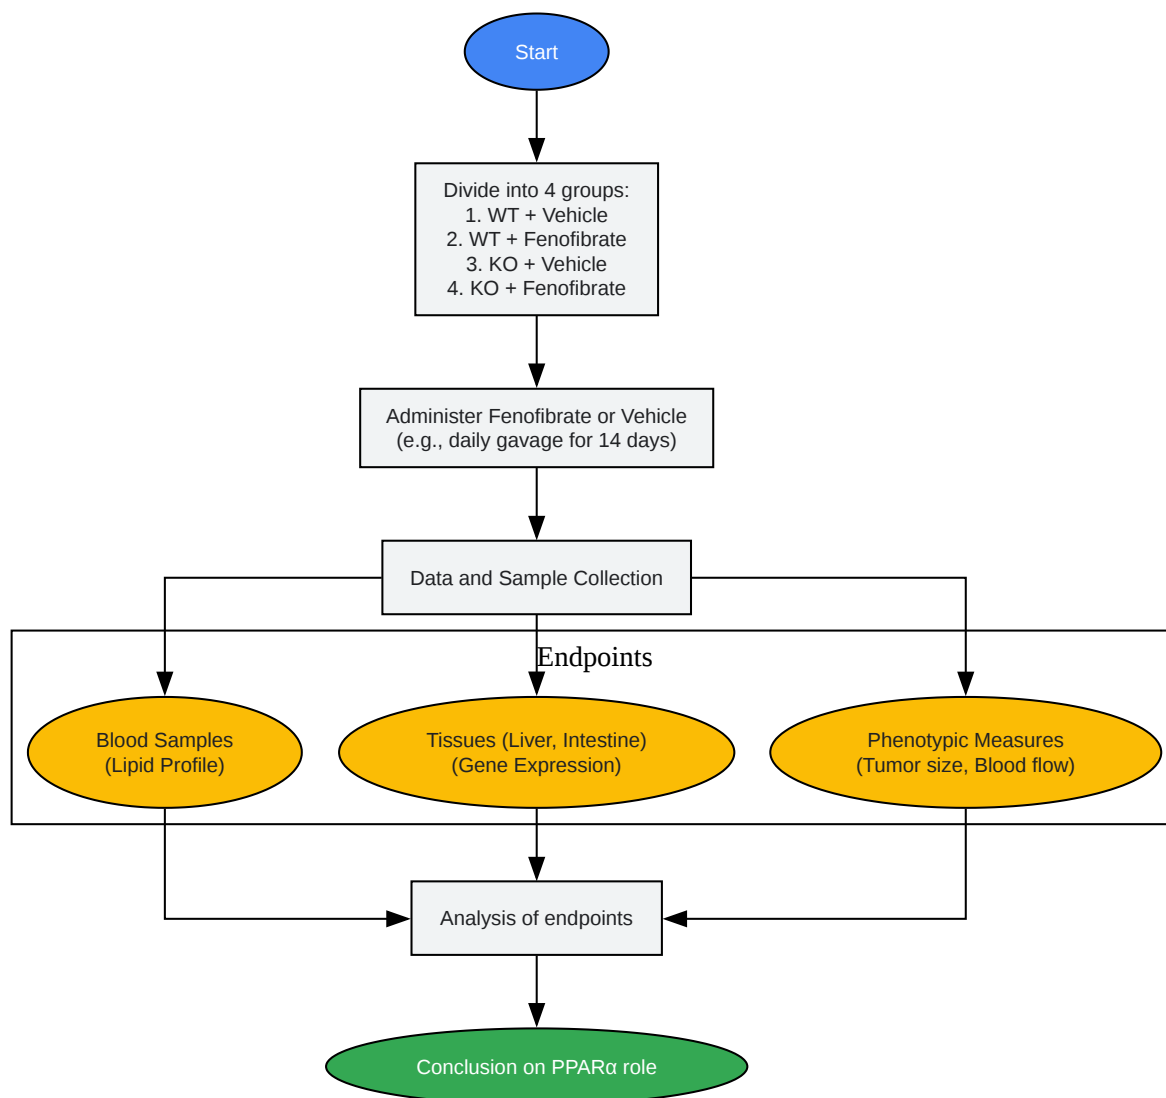 Start
Divide into 4 groups:
1. WT + Vehicle
2. WT + Fenofibrate
3. KO + Vehicle
4. KO + Fenofibrate
Administer Fenofibrate or Vehicle
(e.g., daily gavage for 14 days)
Data and Sample Collection
Endpoints
Blood Samples
(Lipid Profile)
Tissues (Liver, Intestine)
(Gene Expression)
Phenotypic Measures
(Tumor size, Blood flow)
Analysis of endpoints
Conclusion on PPARα role